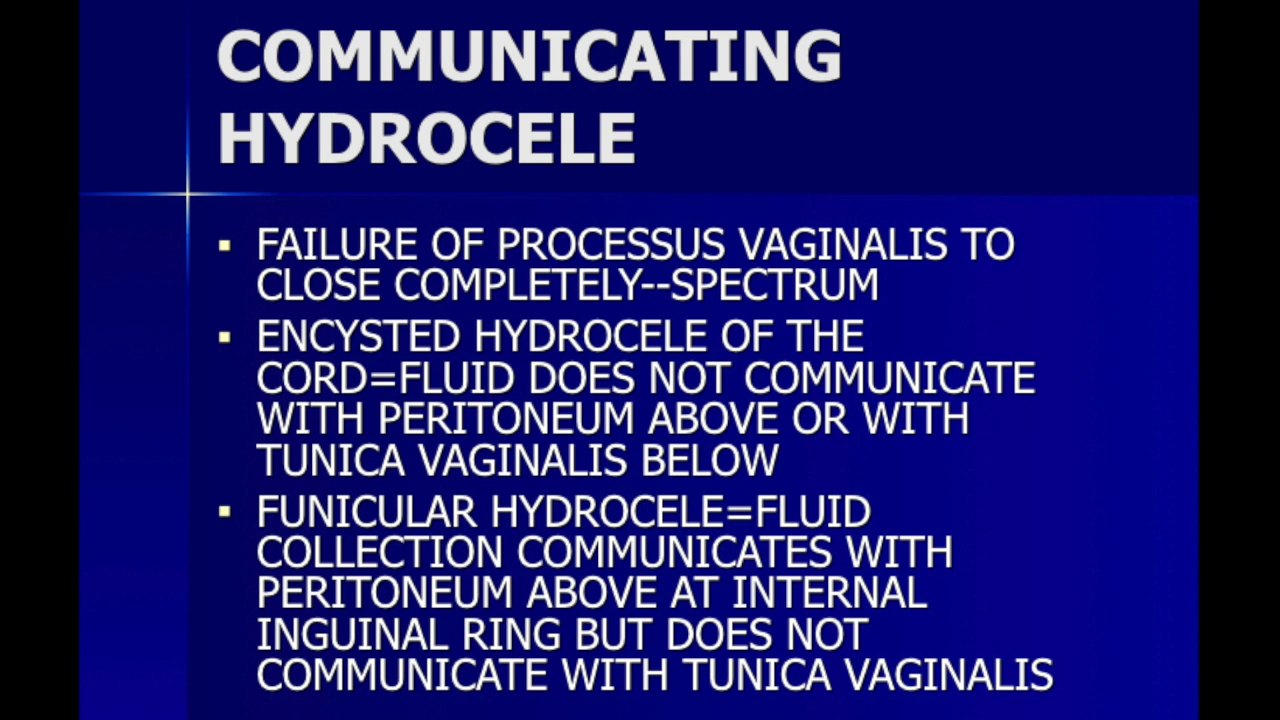 COMMUNICATING
HYDROCELE
▪ FAILURE OF PROCESSUS VAGINALIS TO
CLOSE COMPLETELY--SPECTRUM
▪ ENCYSTED HYDROCELE OF THE
CORD=FLUID DOES NOT COMMUNICATE
WITH PERITONEUM ABOVE OR WITH
TUNICA VAGINALIS BELOW
▪ FUNICULAR HYDROCELE=FLUID
COLLECTION COMMUNICATES WITH
PERITONEUM ABOVE AT INTERNAL
INGUINAL RING BUT DOES NOT
COMMUNICATE WITH TUNICA VAGINALIS